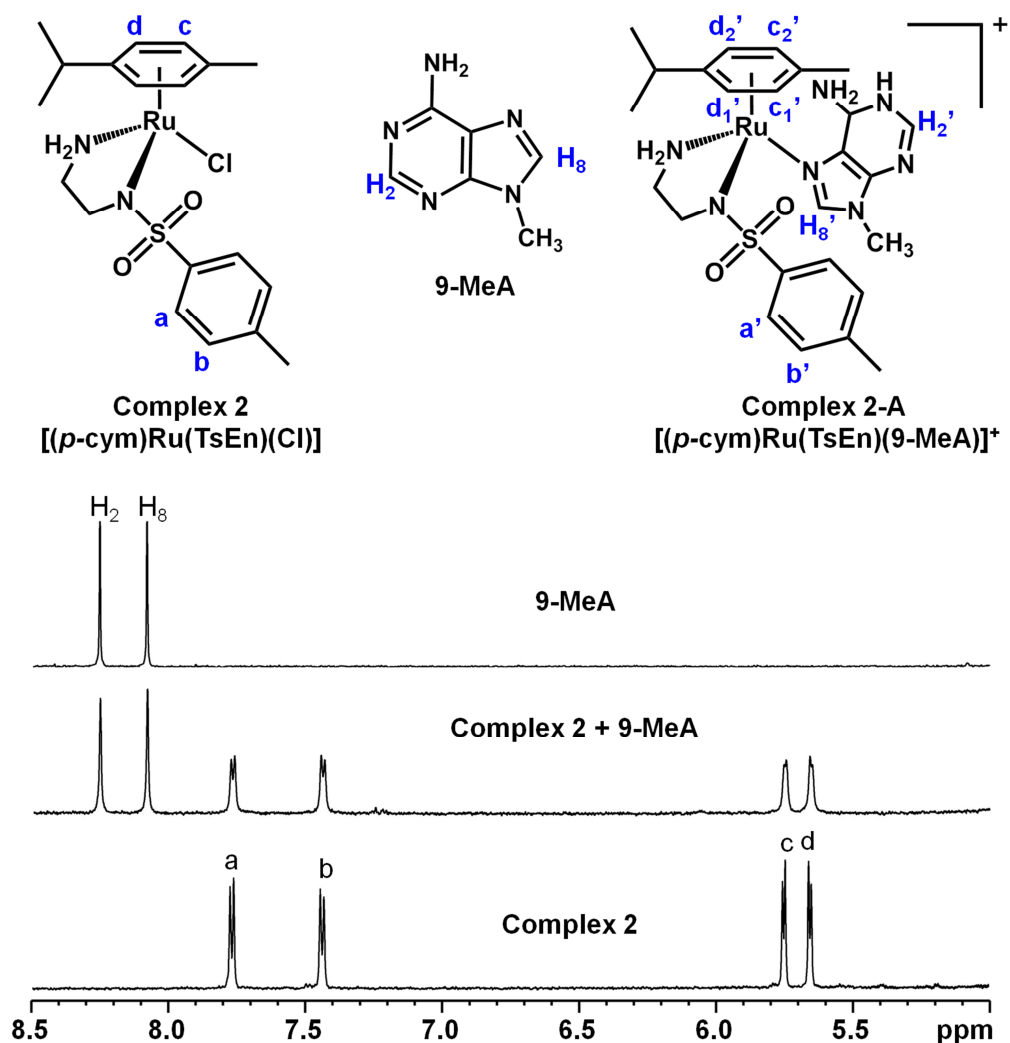 d c
H2N
Ru
Cl
N
S
O
O
a
b
Complex 2
[(p-cym)Ru(TsEn)(Cl)]
NH2
N
N
H2
N
N
H8
CH3
9-MeA
+
d2' c2'
d1' c1'
Ru
H2N
N
S
O
O
NH2
H
N
H2'
N
N
N
H8'
CH3
a'
b'
Complex 2-A
[(p-cym)Ru(TsEn)(9-MeA)]+
H2 H8
9-MeA
Complex 2 + 9-MeA
a b c d
Complex 2
8.5 8.0 7.5 7.0 6.5 6.0 5.5 ppm